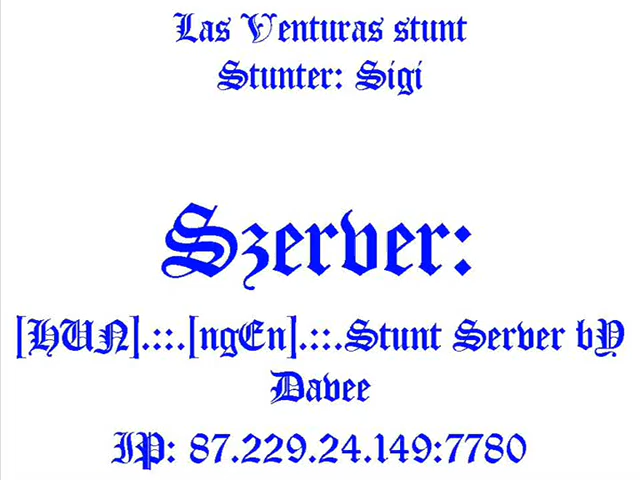 Las Venturas stunt
Stunter: Sigi
Szerver:
[HUN].::.[ngEn].::.Stunt Server bY
Davee
IP: 87.229.24.149:7780